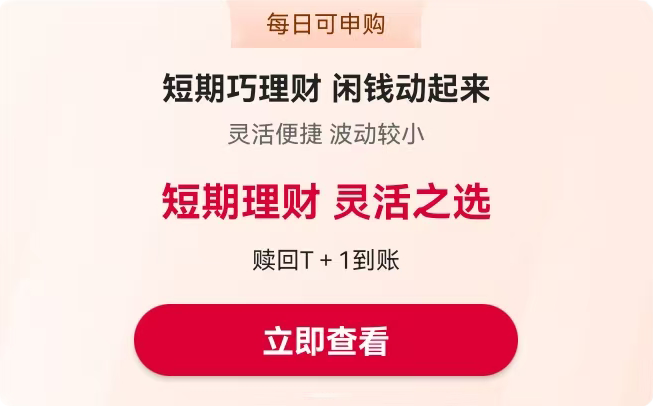 每日可申购
短期巧理财 闲钱动起来
灵活便捷 波动较小
短期理财 灵活之选
赎回T + 1到账
立即查看